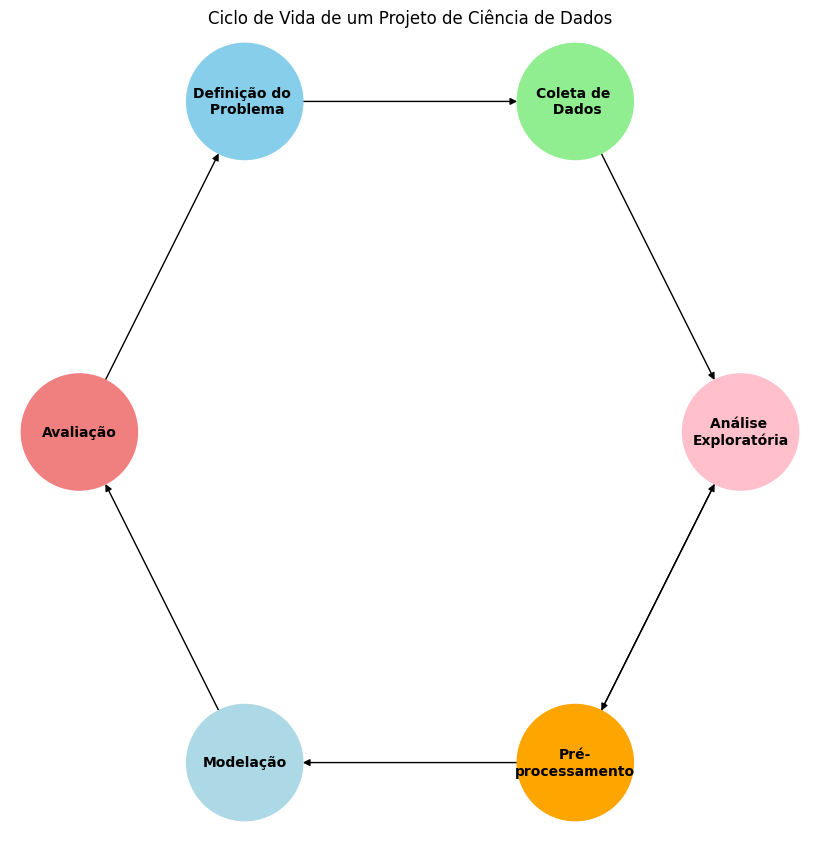 Ciclo de Vida de um Projeto de Ciência de Dados
Definição do
Problema
Coleta de
Dados
Avaliação
Análise
Exploratória
Modelação
Pré-
processamento